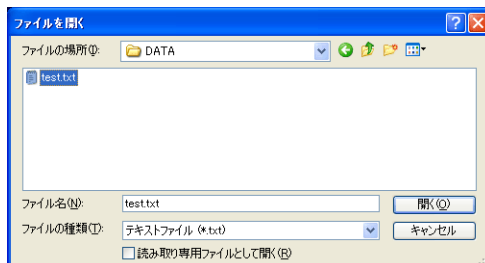 ファイルを開く
ファイルの場所(I): DATA
test.txt
ファイル名(N): test.txt 開く(O)
ファイルの種類(T): テキストファイル (*.txt) キャンセル
読み取り専用ファイルとして開く(R)